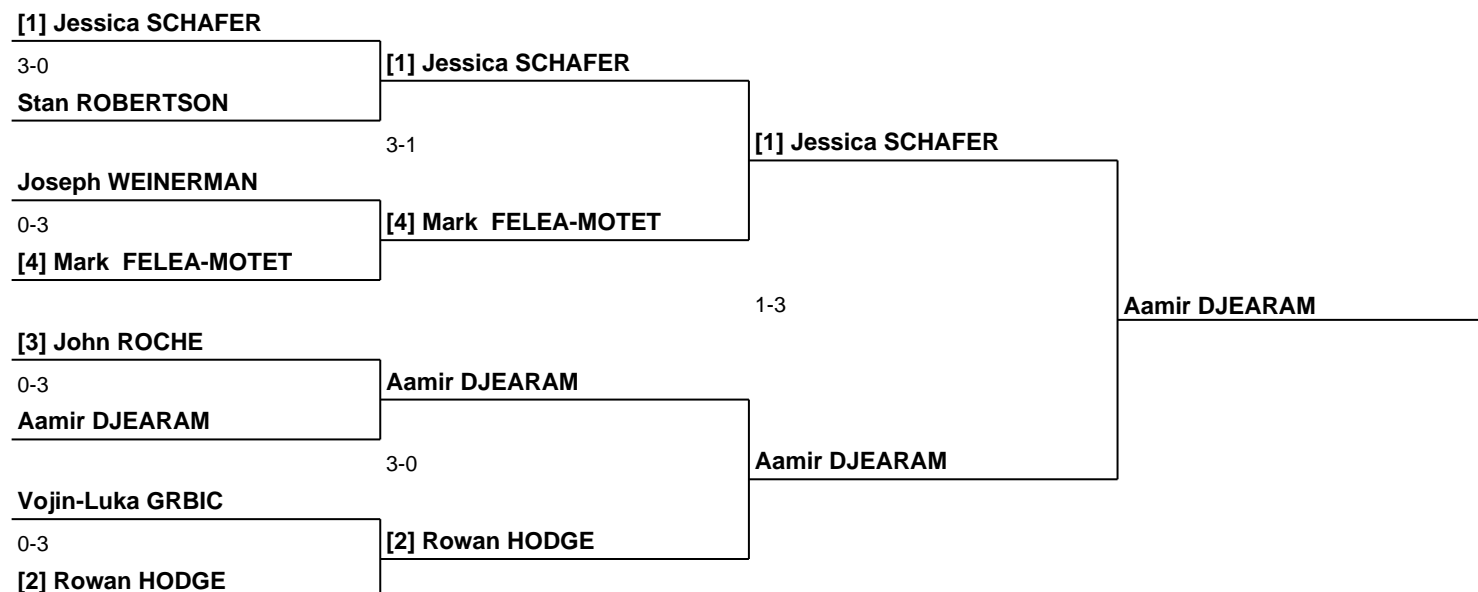 [1] Jessica SCHAFER
3-0
[1] Jessica SCHAFER
Stan ROBERTSON
3-1
[1] Jessica SCHAFER
Joseph WEINERMAN
0-3
[4] Mark  FELEA-MOTET
[4] Mark  FELEA-MOTET
1-3
Aamir DJEARAM
[3] John ROCHE
0-3
Aamir DJEARAM
Aamir DJEARAM
3-0
Aamir DJEARAM
Vojin-Luka GRBIC
0-3
[2] Rowan HODGE
[2] Rowan HODGE